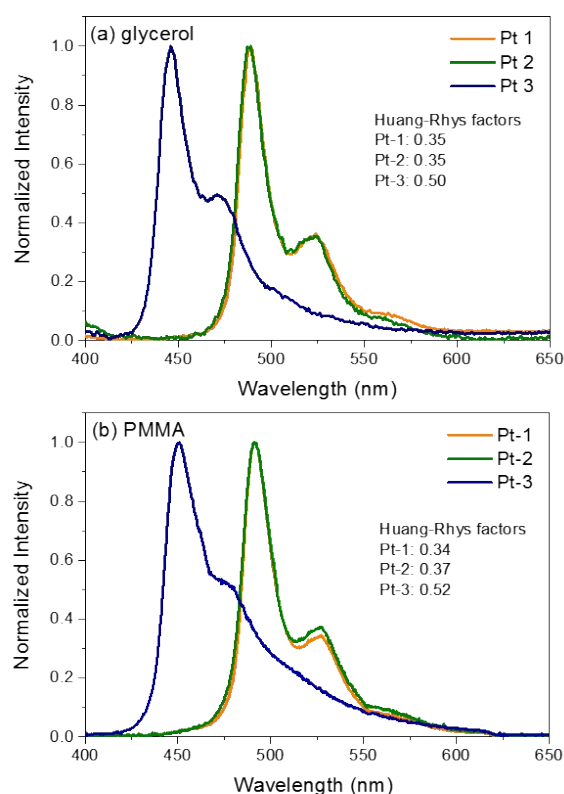 (a) glycerol
Pt 1
Pt 2
Pt 3
Huang-Rhys factors
Pt-1: 0.35
Pt-2: 0.35
Pt-3: 0.50
1.0
0.8
0.6
0.4
0.2
0.0
Normalized Intensity
400 450 500 550 600 650
Wavelength (nm)
(b) PMMA
Pt-1
Pt-2
Pt-3
Huang-Rhys factors
Pt-1: 0.34
Pt-2: 0.37
Pt-3: 0.52
1.0
0.8
0.6
0.4
0.2
0.0
Normalized Intensity
400 450 500 550 600 650
Wavelength (nm)